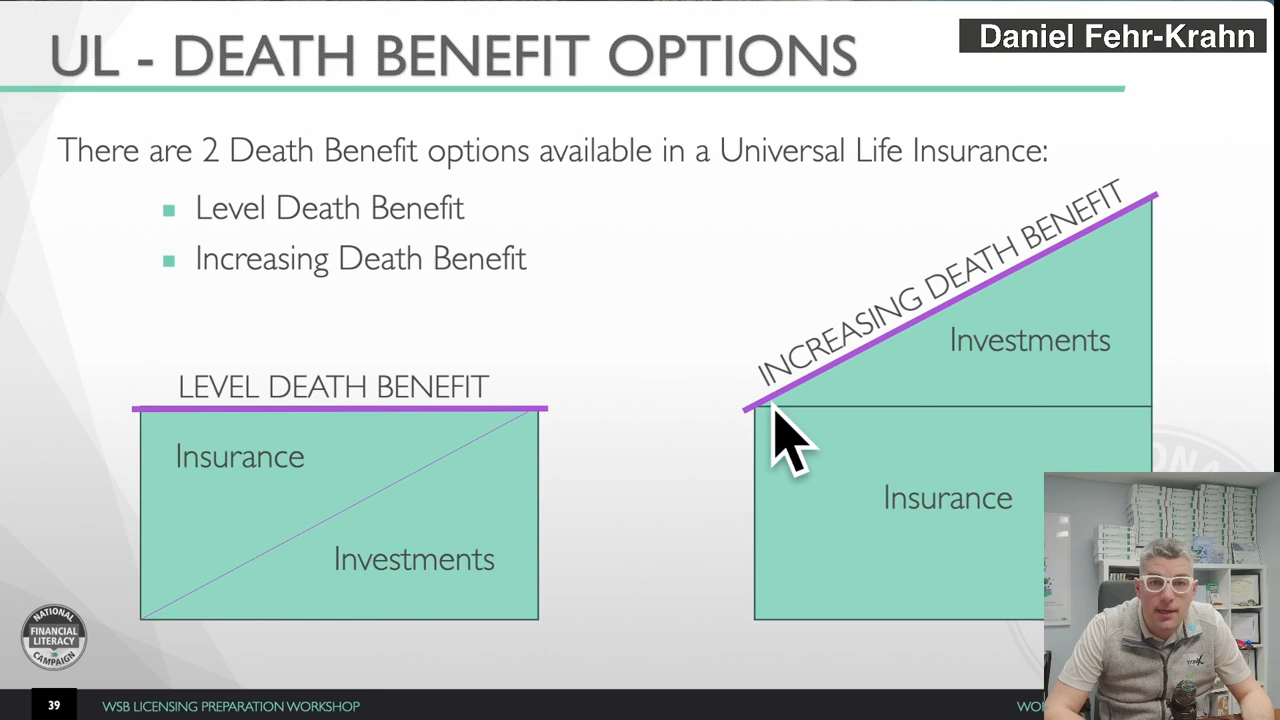 UL - DEATH BENEFIT OPTIONS
Daniel Fehr-Krahn
There are 2 Death Benefit options available in a Universal Life Insurance:
Level Death Benefit
Increasing Death Benefit
LEVEL DEATH BENEFIT
Insurance
Investments
INCREASING DEATH BENEFIT
Investments
Insurance
NATIONAL
FINANCIAL
LITERACY
CAMPAIGN
39
WSB LICENSING PREPARATION WORKSHOP